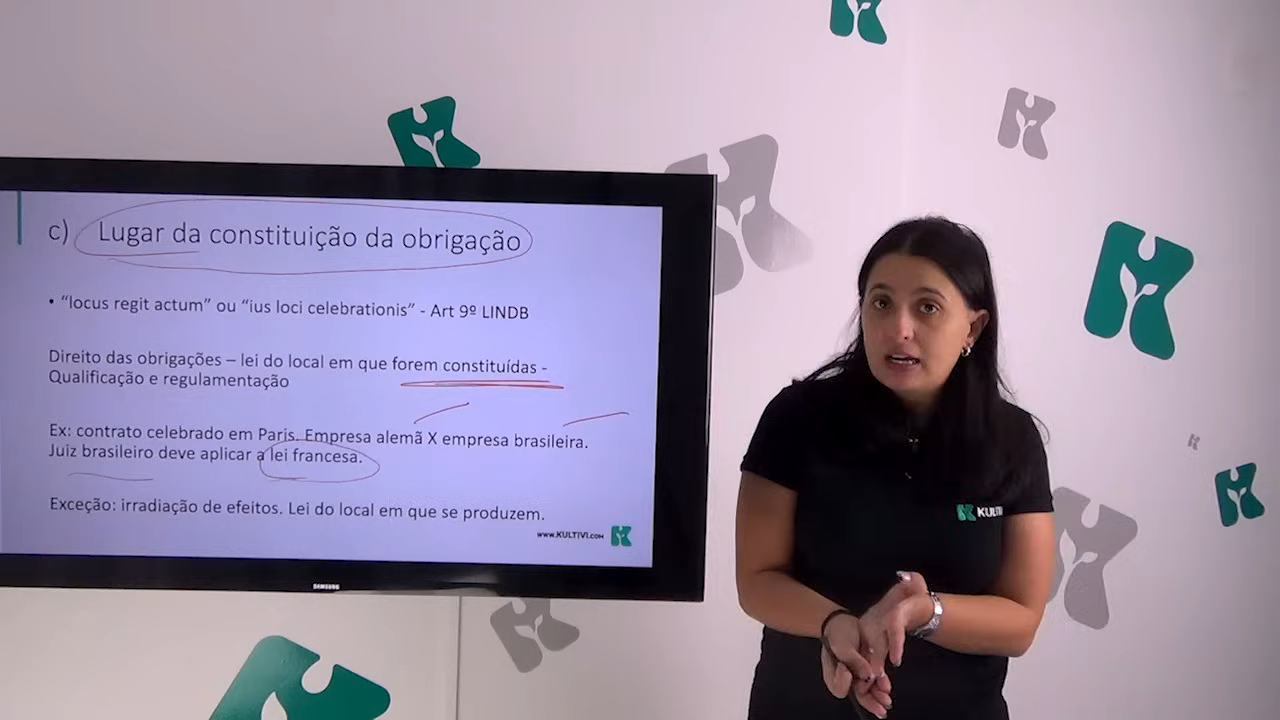 c) Lugar da constituição da obrigação
• “locus regit actum” ou “ius loci celebrationis” - Art 9º LINDB
Direito das obrigações – lei do local em que forem constituídas -
Qualificação e regulamentação
Ex: contrato celebrado em Paris. Empresa alemã X empresa brasileira.
Juiz brasileiro deve aplicar a lei francesa.
Exceção: irradiação de efeitos. Lei do local em que se produzem.
www.KULTIVI.com
SAMSUNG
KULTIVI